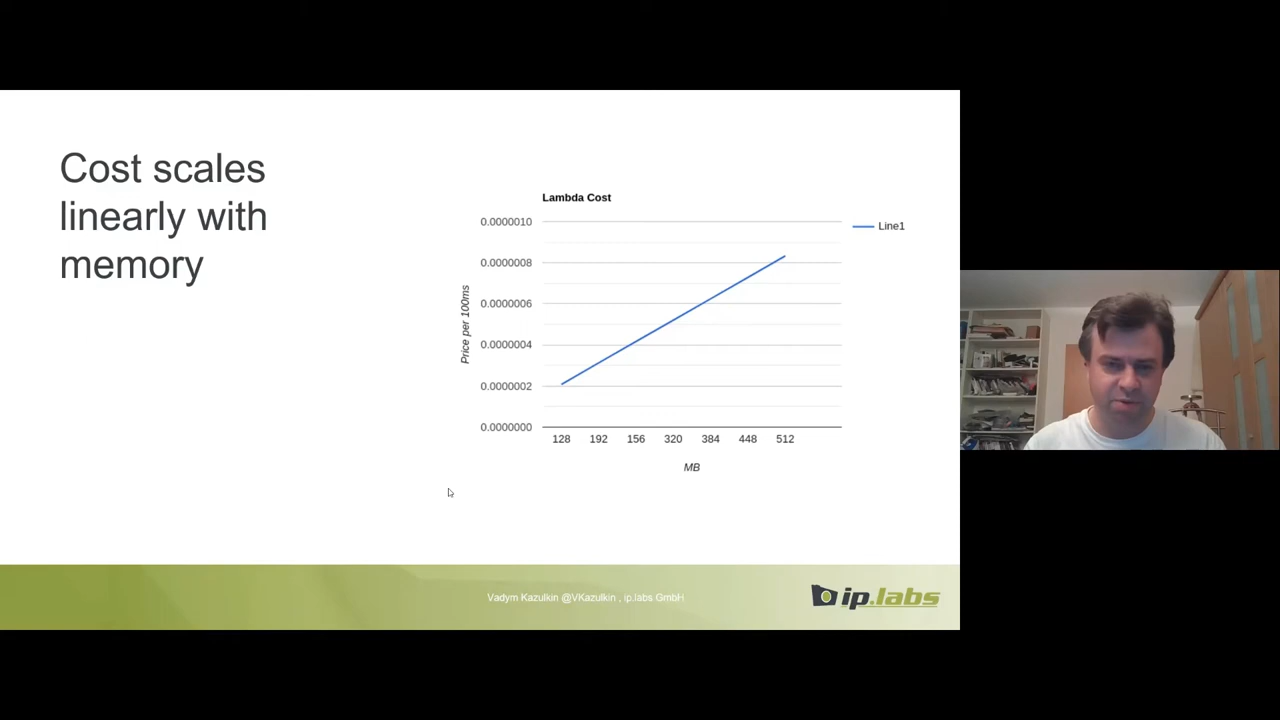 Cost scales
linearly with
memory
Lambda Cost
0.0000010
0.0000008
0.0000006
0.0000004
0.0000002
0.0000000
Price per 100ms
128 192 156 320 384 448 512
MB
Line1
Vadym Kazulkin @VKazulkin , ip.labs GmbH
ip.labs